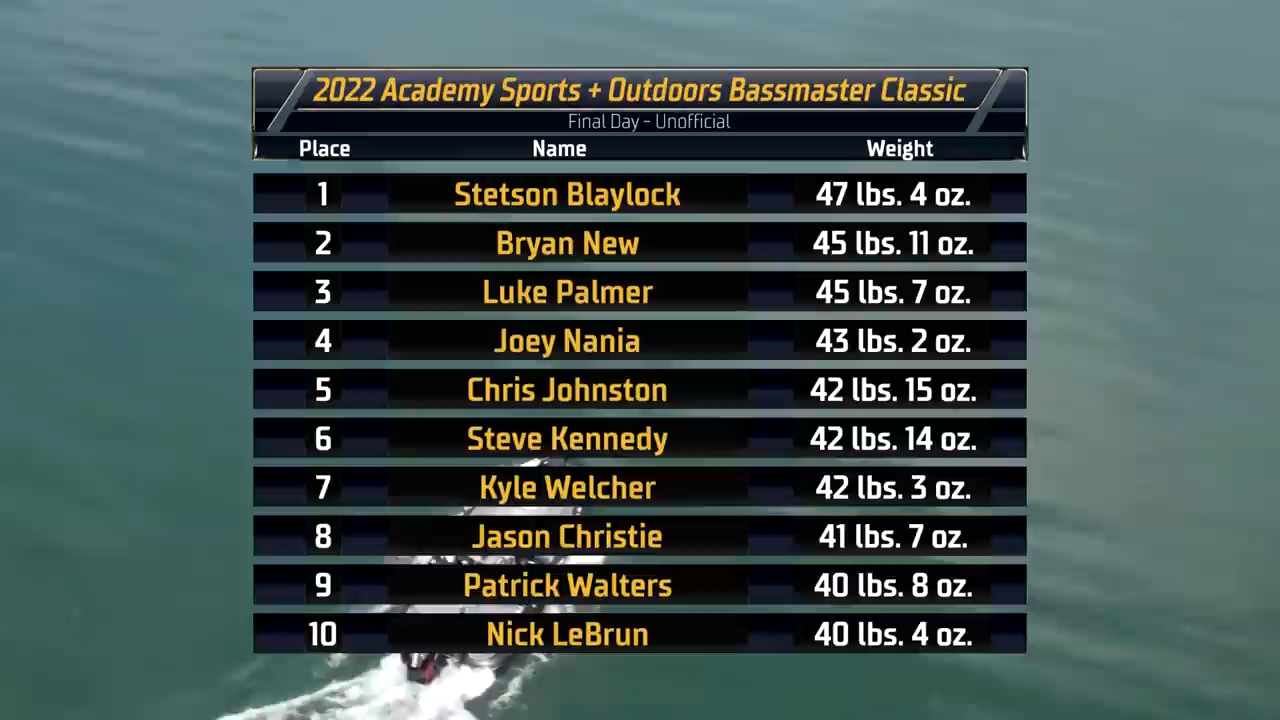 2022 Academy Sports + Outdoors Bassmaster Classic
Final Day - Unofficial
Place Name Weight
1 Stetson Blaylock 47 lbs. 4 oz.
2 Bryan New 45 lbs. 11 oz.
3 Luke Palmer 45 lbs. 7 oz.
4 Joey Nania 43 lbs. 2 oz.
5 Chris Johnston 42 lbs. 15 oz.
6 Steve Kennedy 42 lbs. 14 oz.
7 Kyle Welcher 42 lbs. 3 oz.
8 Jason Christie 41 lbs. 7 oz.
9 Patrick Walters 40 lbs. 8 oz.
10 Nick LeBrun 40 lbs. 4 oz.